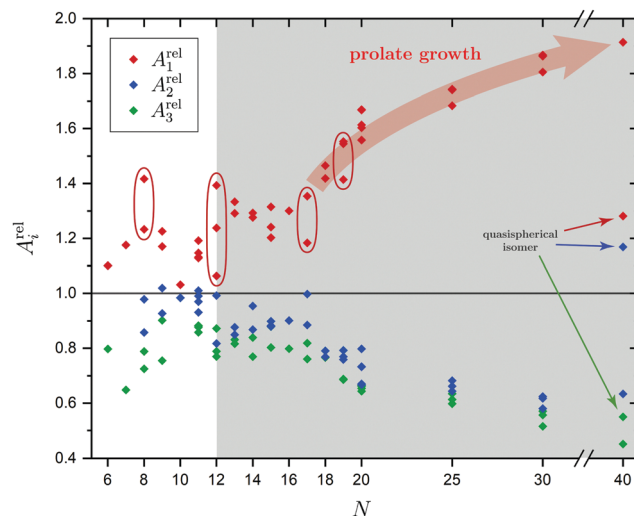 2.0
1.8
1.6
1.4
1.2
1.0
0.8
0.6
0.4
A_i^rel
A_1^rel
A_2^rel
A_3^rel
prolate growth
quasispherical
isomer
6 8 10 12 14 16 18 20 25 30 40
N